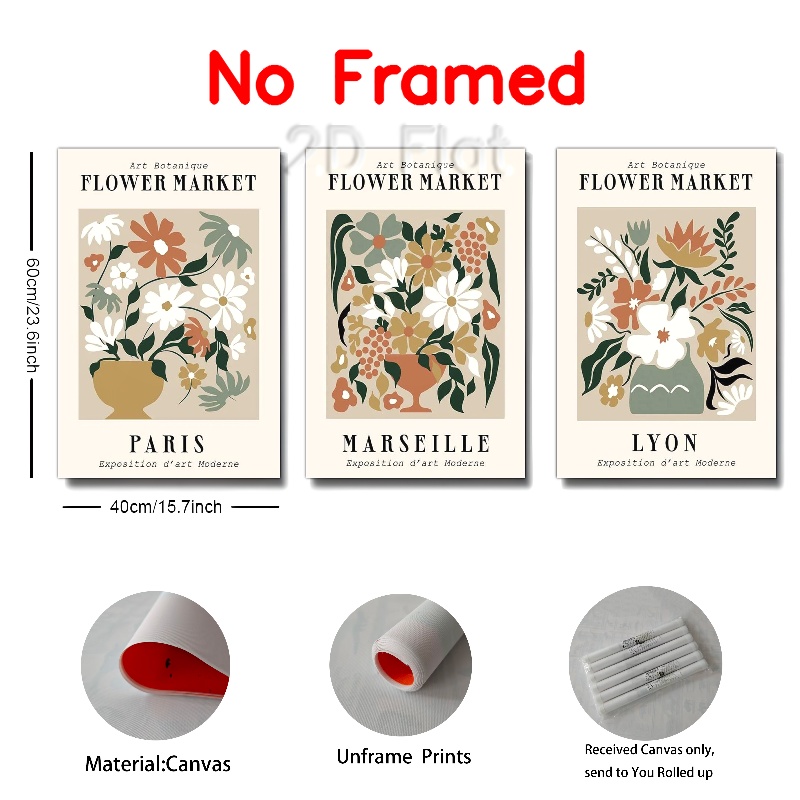 No Framed
2D Flat
Art Botanique
FLOWER MARKET
PARIS
Exposition d'art Moderne
Art Botanique
FLOWER MARKET
MARSEILLE
Exposition d'art Moderne
Art Botanique
FLOWER MARKET
LYON
Exposition d'art Moderne
60cm/23.6inch
40cm/15.7inch
Material:Canvas
Unframe Prints
Received Canvas only,
send to You Rolled up